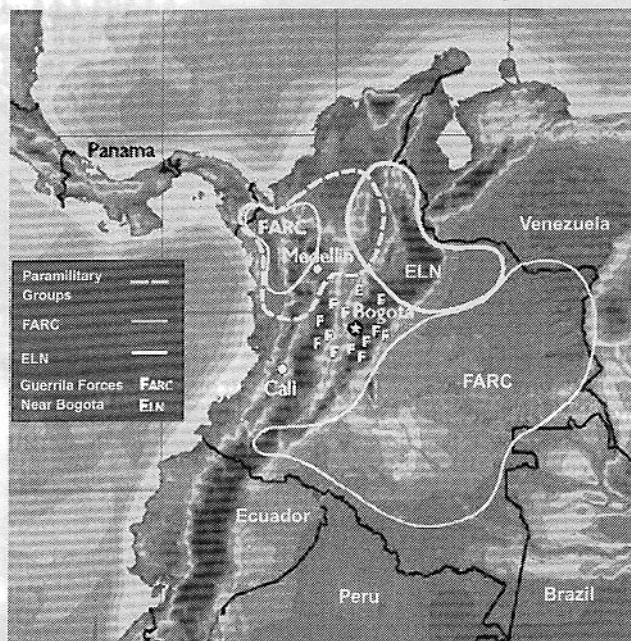 Panama
FARC
Venezuela
Medellin
ELN
Paramilitary
Groups
FARC
ELN
Guerrila Forces FARC
Near Bogota ELN
E
F F
F
Bogota
F
F F
F F F
F F
FARC
Cali
Ecuador
Peru
Brazil